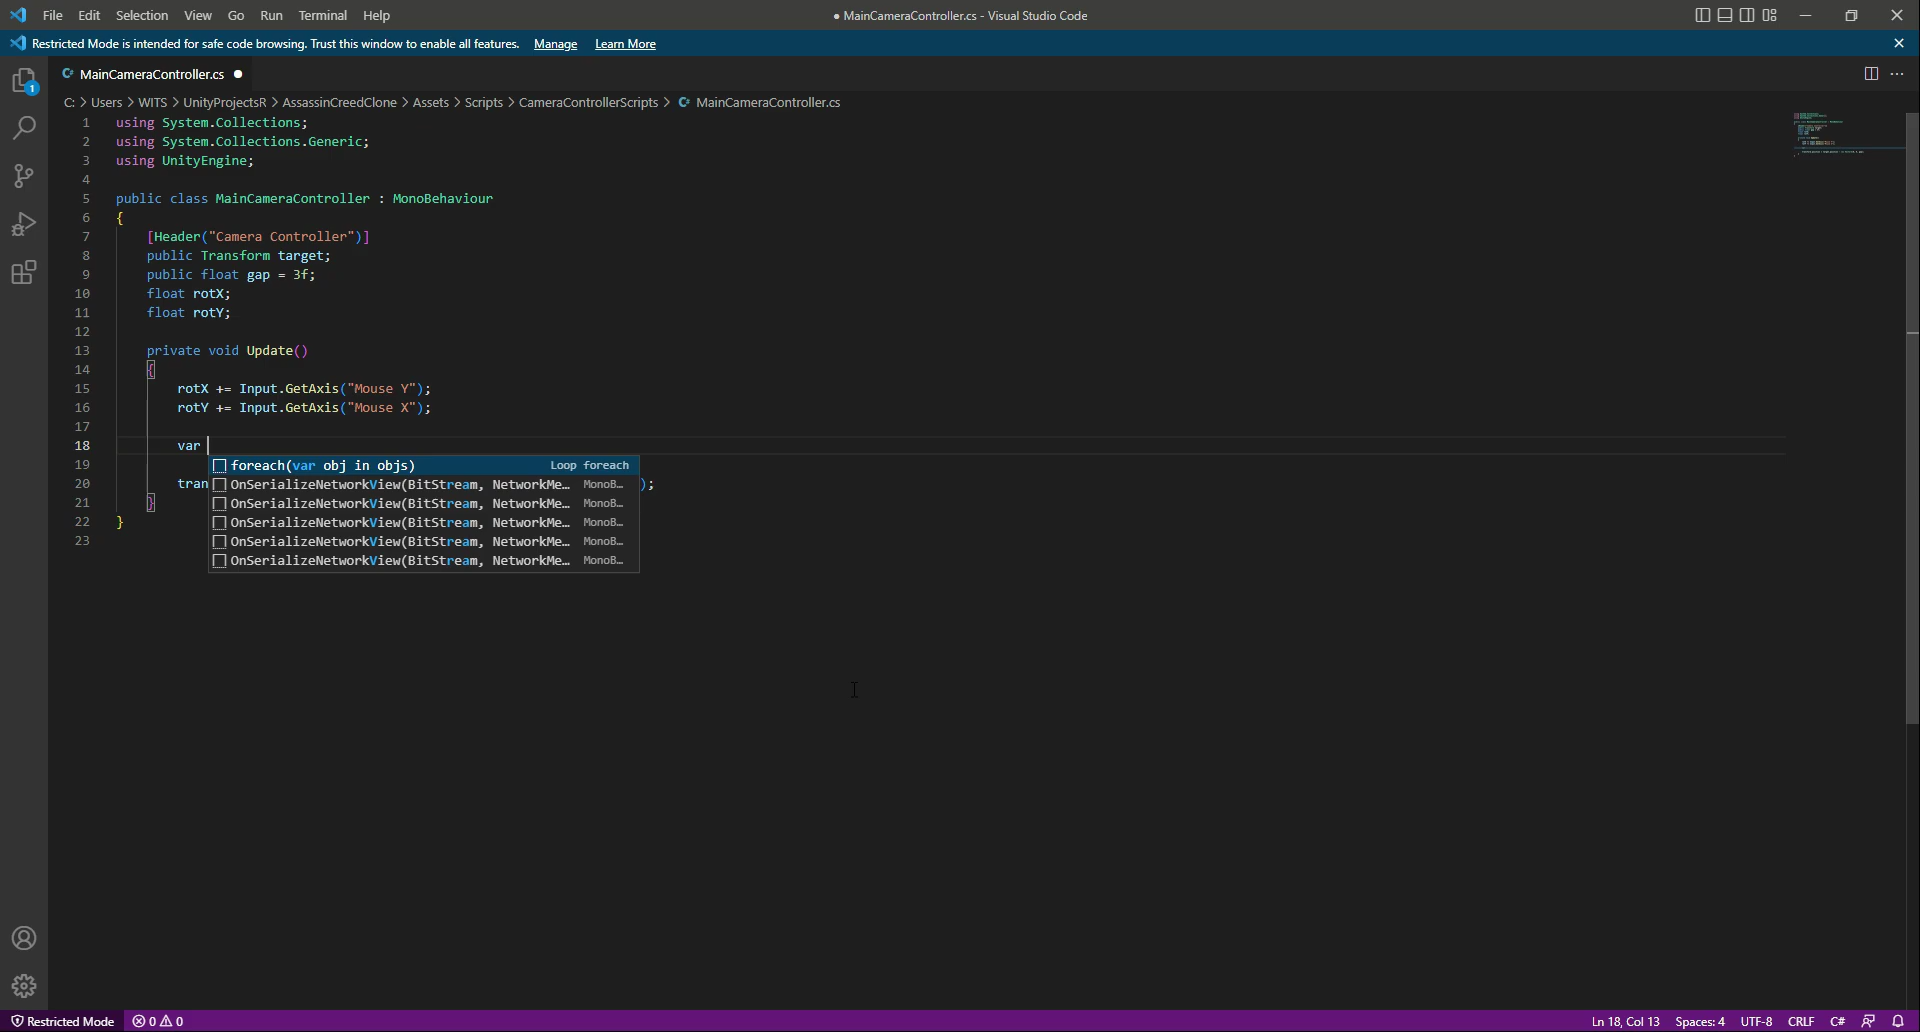 File Edit Selection View Go Run Terminal Help
● MainCameraController.cs - Visual Studio Code
Restricted Mode is intended for safe code browsing. Trust this window to enable all features. Manage Learn More
MainCameraController.cs
C: > Users > WITS > UnityProjectsR > AssassinCreedClone > Assets > Scripts > CameraControllerScripts > MainCameraController.cs
1 using System.Collections;
2 using System.Collections.Generic;
3 using UnityEngine;
4
5 public class MainCameraController : MonoBehaviour
6 {
7 [Header("Camera Controller")]
8 public Transform target;
9 public float gap = 3f;
10 float rotX;
11 float rotY;
12
13 private void Update()
14 {
15 rotX += Input.GetAxis("Mouse Y");
16 rotY += Input.GetAxis("Mouse X");
17
18 var
19 foreach(var obj in objs) Loop foreach
20 tran OnSerializeNetworkView(BitStream, NetworkMe… MonoB… );
21 } OnSerializeNetworkView(BitStream, NetworkMe… MonoB…
22 } OnSerializeNetworkView(BitStream, NetworkMe… MonoB…
23 OnSerializeNetworkView(BitStream, NetworkMe… MonoB…
OnSerializeNetworkView(BitStream, NetworkMe… MonoB…
Restricted Mode 0 0 Ln 18, Col 13 Spaces: 4 UTF-8 CRLF C#